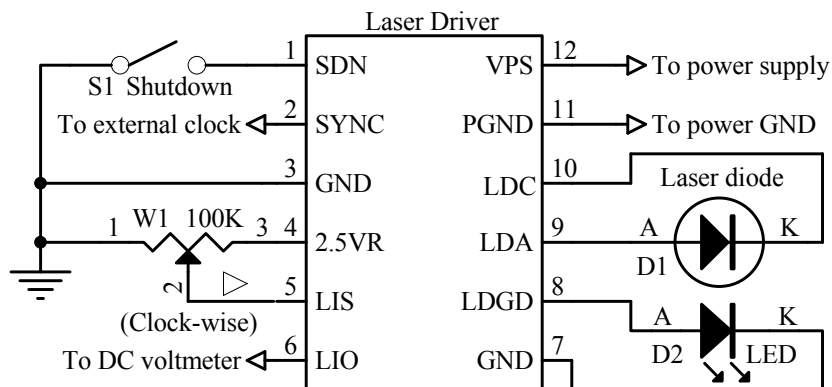 Laser Driver
1 SDN VPS 12 To power supply
S1 Shutdown
To external clock 2 SYNC PGND 11 To power GND
3 GND LDC 10
Laser diode
1 W1 100K 3 4 2.5VR LDA 9 A K
D1
2 5 LIS LDGD 8
(Clock-wise) A K
To DC voltmeter 6 LIO GND 7 D2 LED